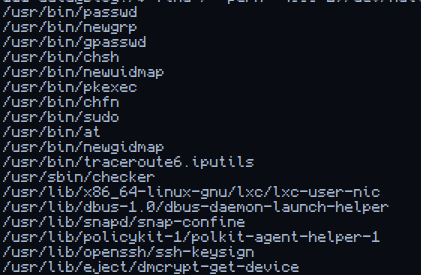 /usr/bin/passwd
/usr/bin/newgrp
/usr/bin/gpasswd
/usr/bin/chsh
/usr/bin/newuidmap
/usr/bin/pkexec
/usr/bin/chfn
/usr/bin/sudo
/usr/bin/at
/usr/bin/newgidmap
/usr/bin/traceroute6.iputils
/usr/sbin/checker
/usr/lib/x86_64-linux-gnu/lxc/lxc-user-nic
/usr/lib/dbus-1.0/dbus-daemon-launch-helper
/usr/lib/snapd/snap-confine
/usr/lib/policykit-1/polkit-agent-helper-1
/usr/lib/openssh/ssh-keysign
/usr/lib/eject/dmcrypt-get-device